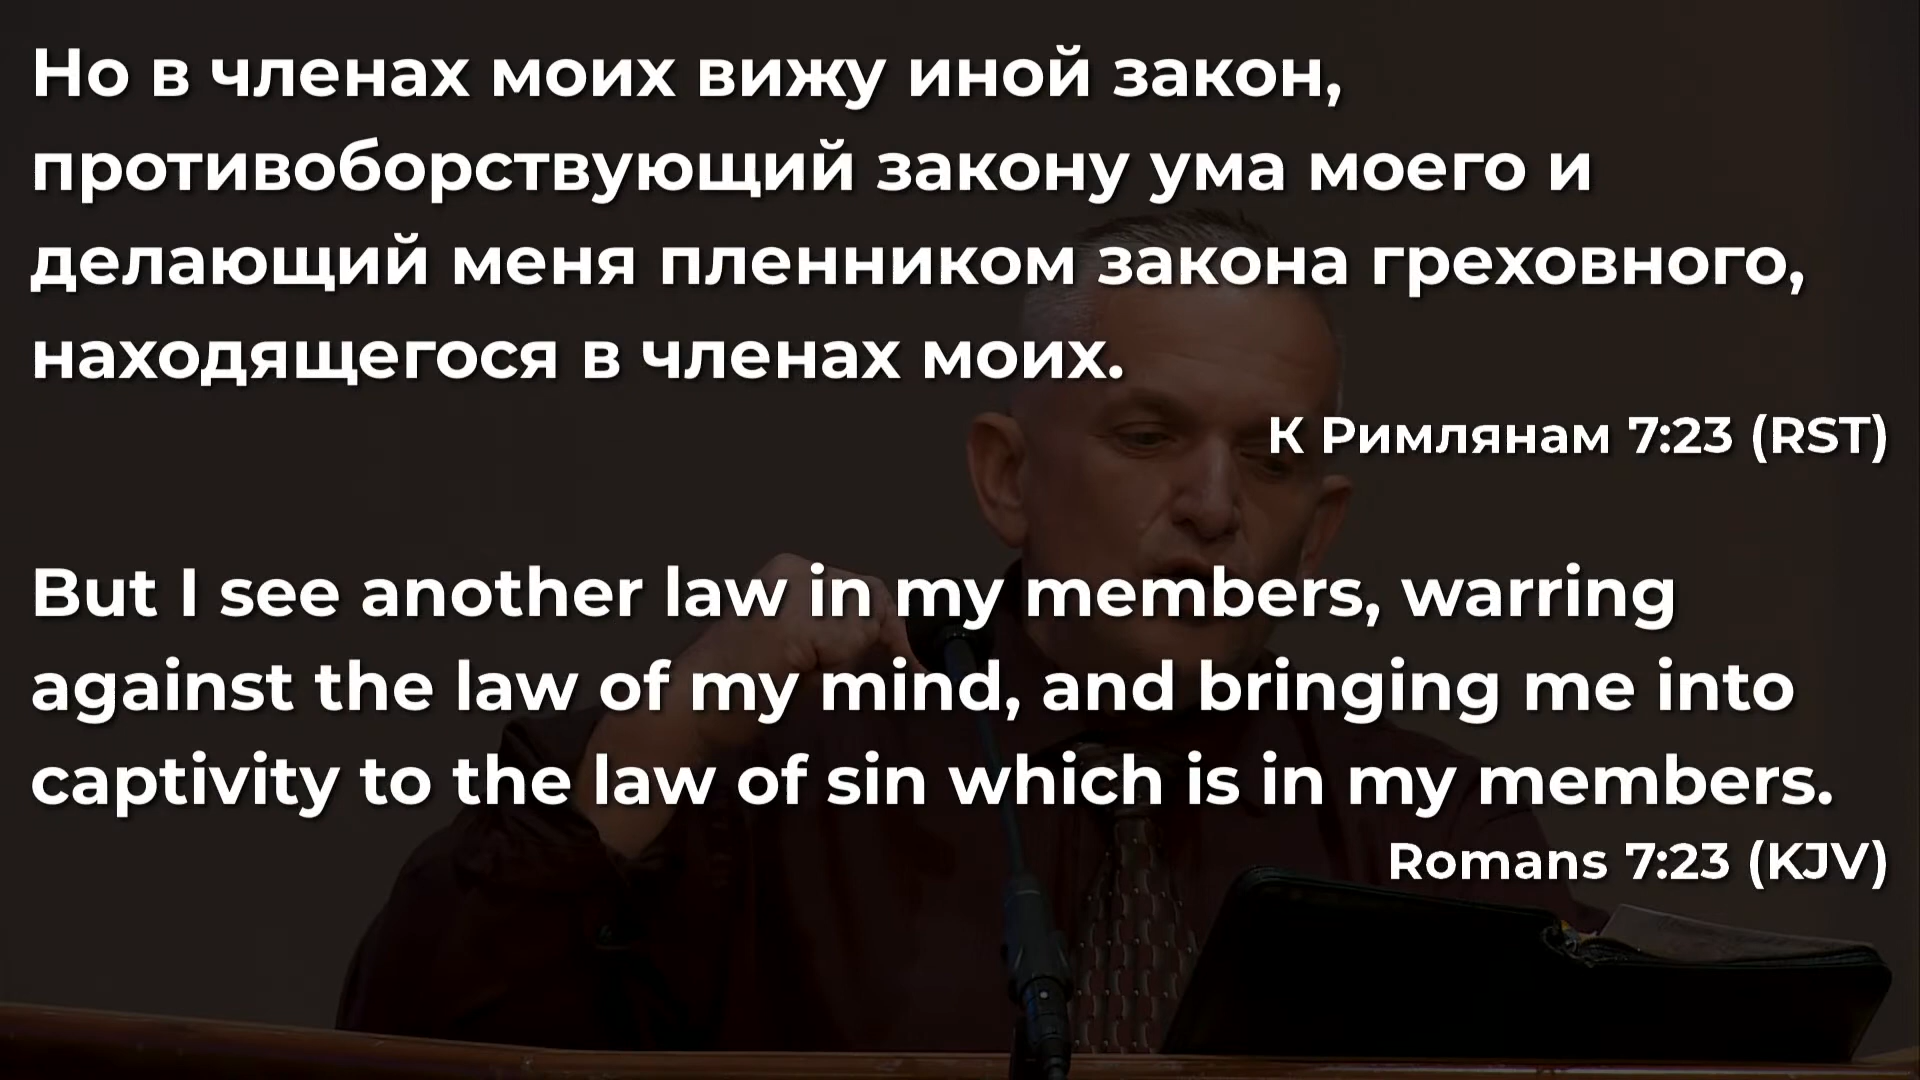 Но в членах моих вижу иной закон,
противоборствующий закону ума моего и
делающий меня пленником закона греховного,
находящегося в членах моих.
К Римлянам 7:23 (RST)
But I see another law in my members, warring
against the law of my mind, and bringing me into
captivity to the law of sin which is in my members.
Romans 7:23 (KJV)